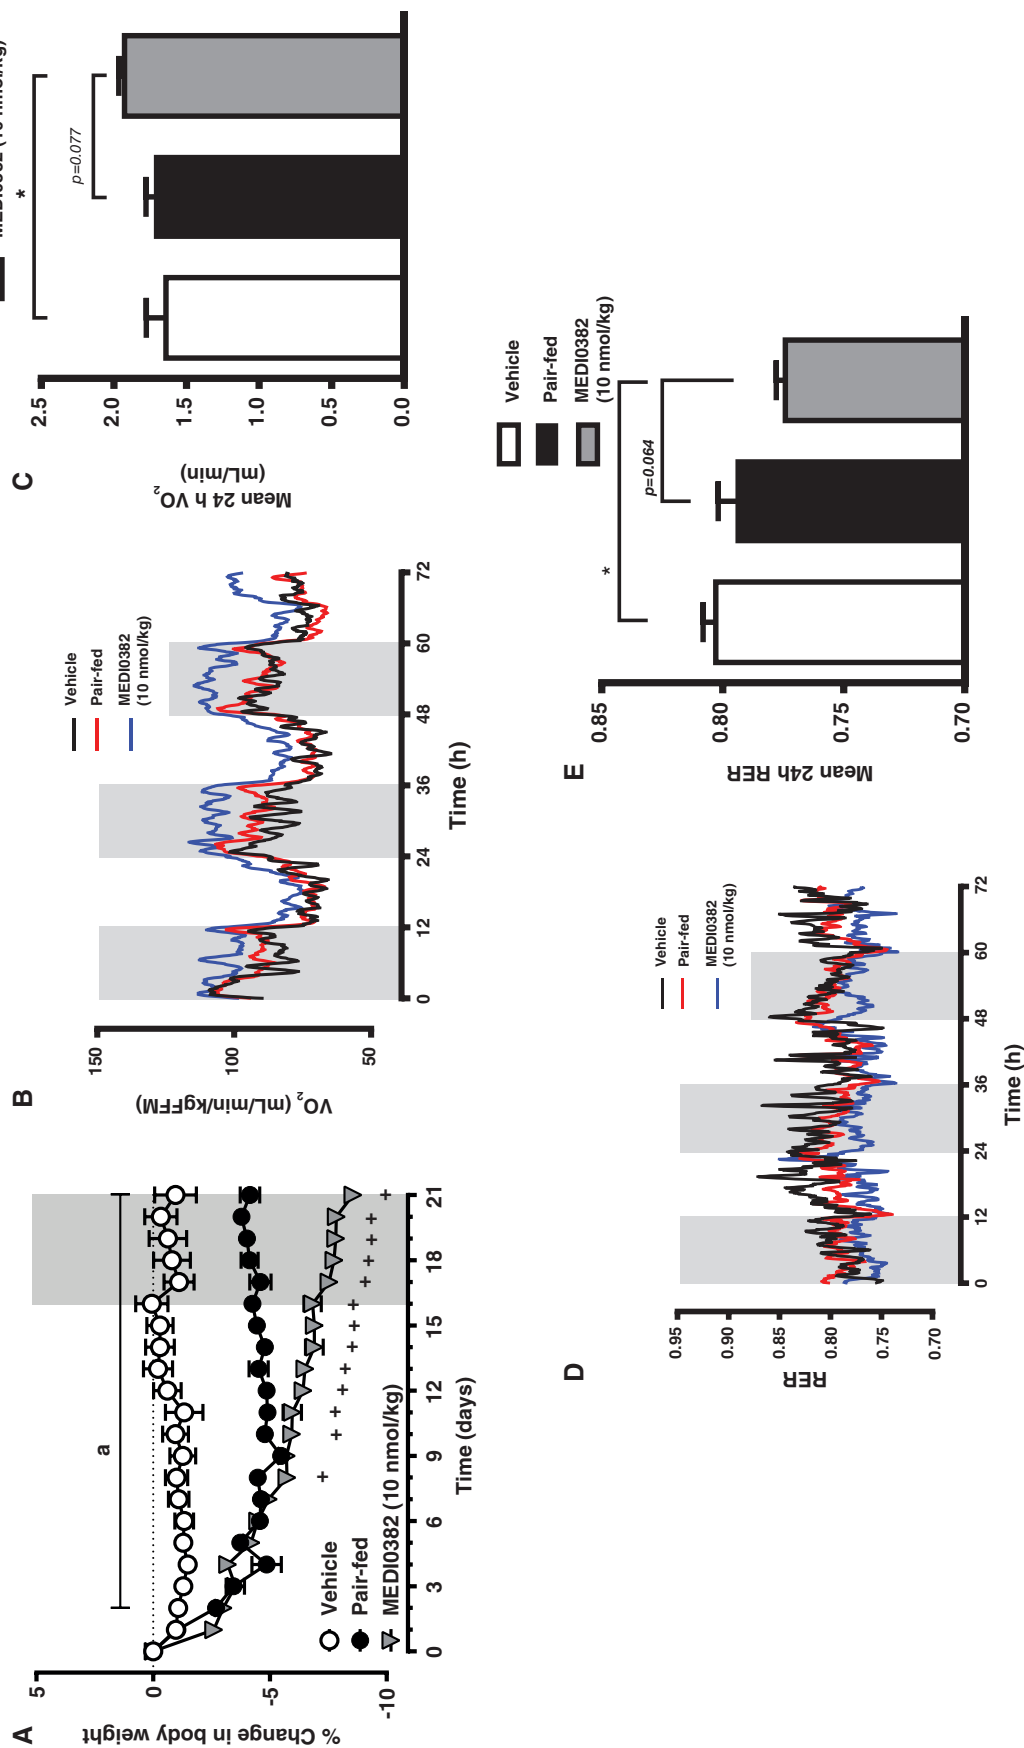 A
% Change in body weight
5
0
-5
-10
a
+ + + + + + + + + + + + +
Vehicle
Pair-fed
MEDI0382 (10 nmol/kg)
0 3 6 9 12 15 18 21
Time (days)
B
VO2 (mL/min/kgFFM)
150
100
50
Vehicle
Pair-fed
MEDI0382
(10 nmol/kg)
0 12 24 36 48 60 72
Time (h)
C
Mean 24 h VO2
(mL/min)
2.5
2.0
1.5
1.0
0.5
0.0
*
p=0.077
D
RER
0.95
0.90
0.85
0.80
0.75
0.70
Vehicle
Pair-fed
MEDI0382
(10 nmol/kg)
0 12 24 36 48 60 72
Time (h)
E
Mean 24h RER
0.85
0.80
0.75
0.70
*
p=0.064
Vehicle
Pair-fed
MEDI0382
(10 nmol/kg)